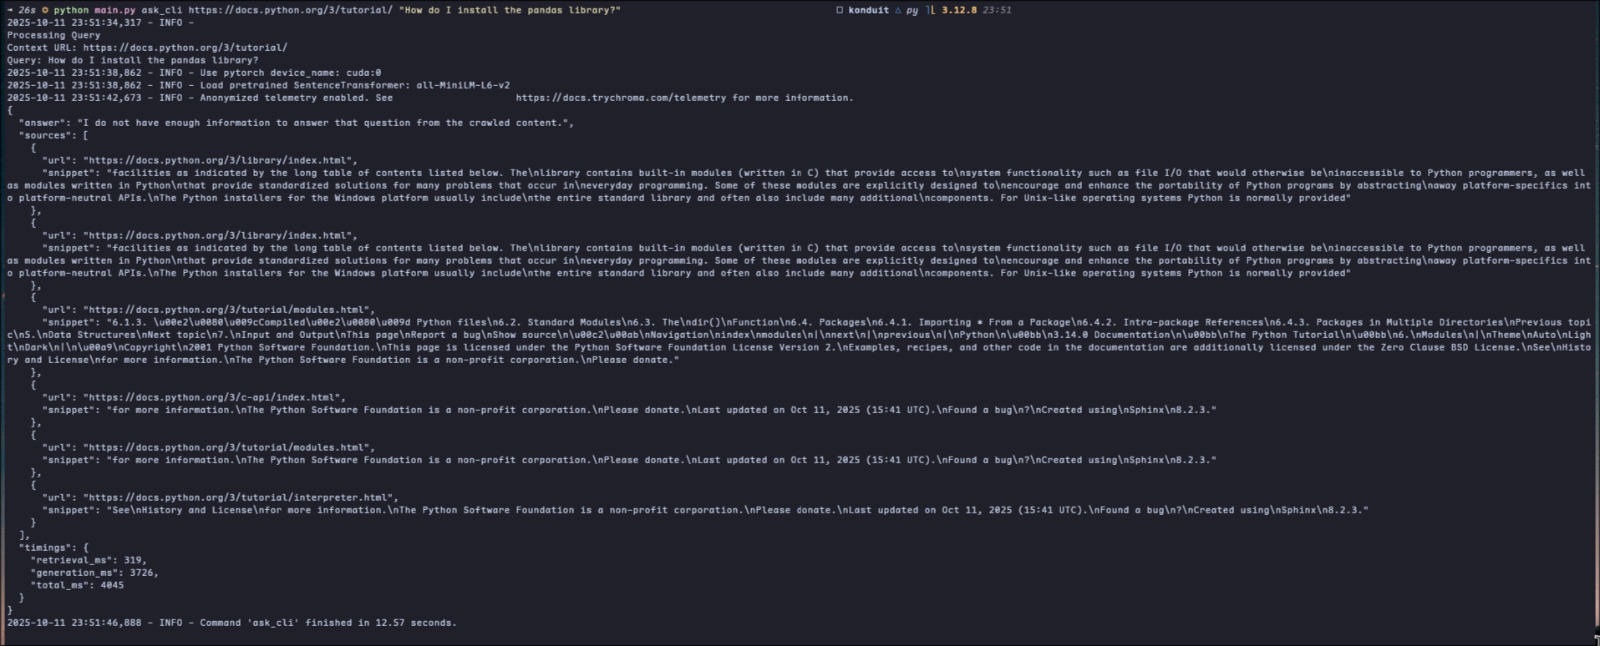 → 26s ⚙ python main.py ask_cli https://docs.python.org/3/tutorial/ "How do I install the pandas library?" konduit △ py 3.12.8 23:51
2025-10-11 23:51:34,317 - INFO -
Processing Query
Context URL: https://docs.python.org/3/tutorial/
Query: How do I install the pandas library?
2025-10-11 23:51:38,862 - INFO - Use pytorch device_name: cuda:0
2025-10-11 23:51:38,862 - INFO - Load pretrained SentenceTransformer: all-MiniLM-L6-v2
2025-10-11 23:51:42,673 - INFO - Anonymized telemetry enabled. See                    https://docs.trychroma.com/telemetry for more information.
{
  "answer": "I do not have enough information to answer that question from the crawled content.",
  "sources": [
    {
      "url": "https://docs.python.org/3/library/index.html",
      "snippet": "facilities as indicated by the long table of contents listed below. The\nlibrary contains built-in modules (written in C) that provide access to\nsystem functionality such as file I/O that would otherwise be\ninaccessible to Python programmers, as well
as modules written in Python\nthat provide standardized solutions for many problems that occur in\neveryday programming. Some of these modules are explicitly designed to\nencourage and enhance the portability of Python programs by abstracting\naway platform-specifics int
o platform-neutral APIs.\nThe Python installers for the Windows platform usually include\nthe entire standard library and often also include many additional\ncomponents. For Unix-like operating systems Python is normally provided"
    },
    {
      "url": "https://docs.python.org/3/library/index.html",
      "snippet": "facilities as indicated by the long table of contents listed below. The\nlibrary contains built-in modules (written in C) that provide access to\nsystem functionality such as file I/O that would otherwise be\ninaccessible to Python programmers, as well
as modules written in Python\nthat provide standardized solutions for many problems that occur in\neveryday programming. Some of these modules are explicitly designed to\nencourage and enhance the portability of Python programs by abstracting\naway platform-specifics int
o platform-neutral APIs.\nThe Python installers for the Windows platform usually include\nthe entire standard library and often also include many additional\ncomponents. For Unix-like operating systems Python is normally provided"
    },
    {
      "url": "https://docs.python.org/3/tutorial/modules.html",
      "snippet": "6.1.3. \u00e2\u0080\u009cCompiled\u00e2\u0080\u009d Python files\n6.2. Standard Modules\n6.3. The\ndir()\nFunction\n6.4. Packages\n6.4.1. Importing * From a Package\n6.4.2. Intra-package References\n6.4.3. Packages in Multiple Directories\nPrevious topi
c\n5.\nData Structures\nNext topic\n7.\nInput and Output\nThis page\nReport a bug\nShow source\n\u00c2\u00ab\nNavigation\nindex\nmodules\n|\nnext\n|\nprevious\n|\nPython\n\u00bb\n3.14.0 Documentation\n\u00bb\nThe Python Tutorial\n\u00bb\n6.\nModules\n|\nTheme\nAuto\nLigh
t\nDark\n|\n\u00a9\nCopyright\n2001 Python Software Foundation.\nThis page is licensed under the Python Software Foundation License Version 2.\nExamples, recipes, and other code in the documentation are additionally licensed under the Zero Clause BSD License.\nSee\nHisto
ry and License\nfor more information.\nThe Python Software Foundation is a non-profit corporation.\nPlease donate."
    },
    {
      "url": "https://docs.python.org/3/c-api/index.html",
      "snippet": "for more information.\nThe Python Software Foundation is a non-profit corporation.\nPlease donate.\nLast updated on Oct 11, 2025 (15:41 UTC).\nFound a bug\n?\nCreated using\nSphinx\n8.2.3."
    },
    {
      "url": "https://docs.python.org/3/tutorial/modules.html",
      "snippet": "for more information.\nThe Python Software Foundation is a non-profit corporation.\nPlease donate.\nLast updated on Oct 11, 2025 (15:41 UTC).\nFound a bug\n?\nCreated using\nSphinx\n8.2.3."
    },
    {
      "url": "https://docs.python.org/3/tutorial/interpreter.html",
      "snippet": "See\nHistory and License\nfor more information.\nThe Python Software Foundation is a non-profit corporation.\nPlease donate.\nLast updated on Oct 11, 2025 (15:41 UTC).\nFound a bug\n?\nCreated using\nSphinx\n8.2.3."
    }
  ],
  "timings": {
    "retrieval_ms": 319,
    "generation_ms": 3726,
    "total_ms": 4045
  }
}
2025-10-11 23:51:46,888 - INFO - Command 'ask_cli' finished in 12.57 seconds.